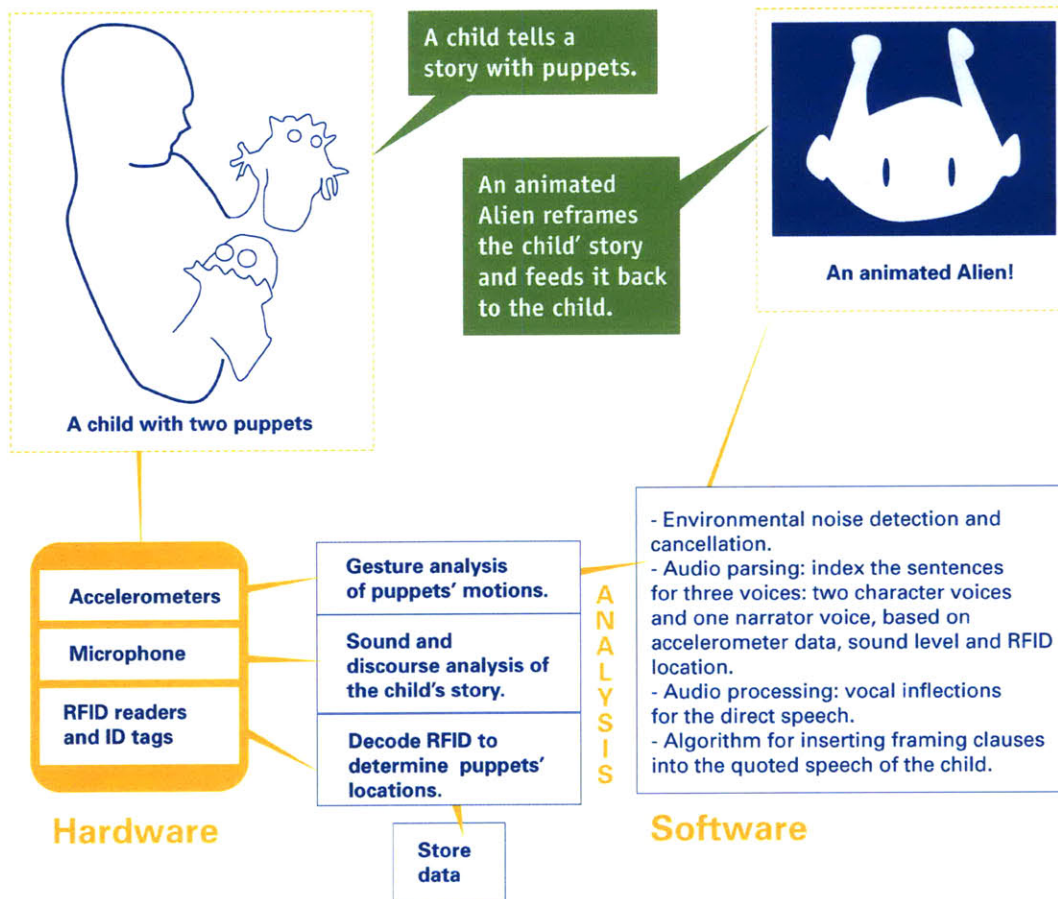 A child tells a
story with puppets.
An animated
Alien reframes
the child' story
and feeds it back
to the child.
An animated Alien!
A child with two puppets
Accelerometers
Microphone
RFID readers
and ID tags
Hardware
Gesture analysis
of puppets' motions.
Sound and
discourse analysis of
the child's story.
Decode RFID to
determine puppets'
locations.
Store
data
ANALYSIS
- Environmental noise detection and
cancellation.
- Audio parsing: index the sentences
for three voices: two character voices
and one narrator voice, based on
accelerometer data, sound level and RFID
location.
- Audio processing: vocal inflections
for the direct speech.
- Algorithm for inserting framing clauses
into the quoted speech of the child.
Software